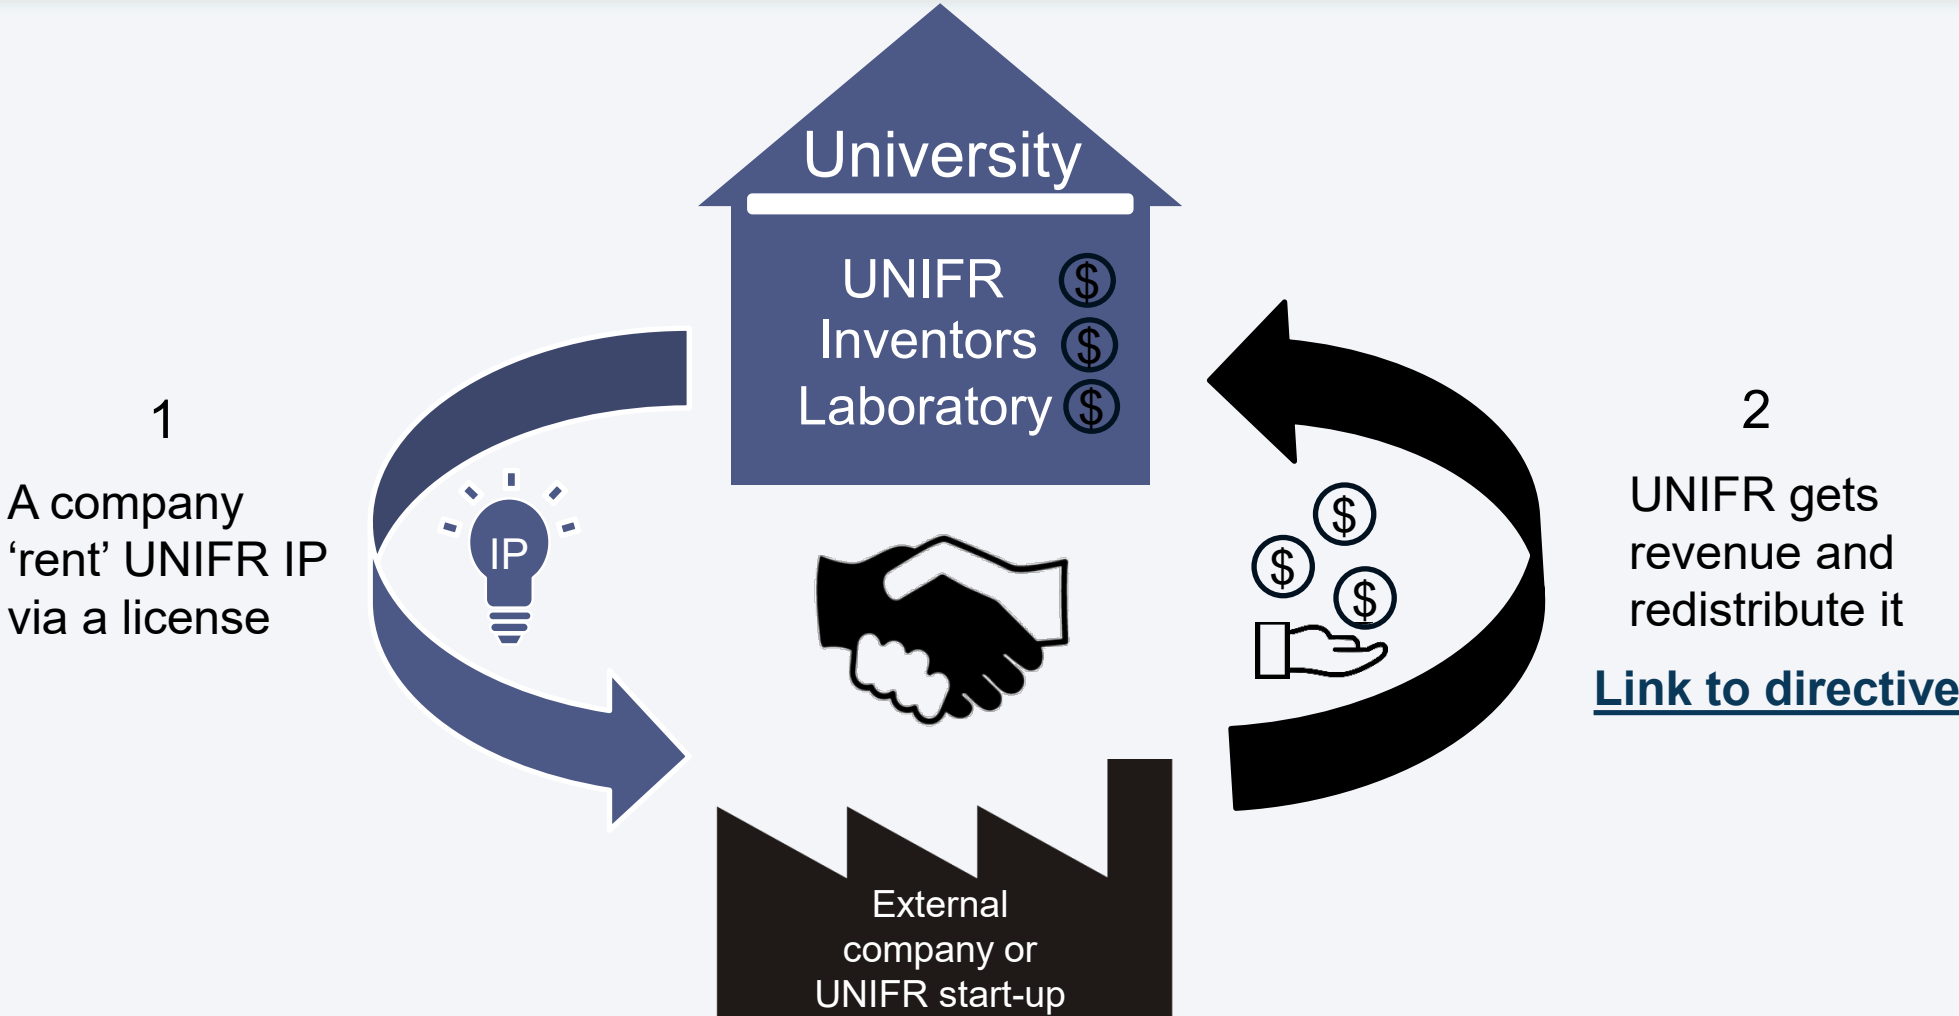 University
UNIFR $
Inventors $
Laboratory $
1
A company
‘rent’ UNIFR IP
via a license
IP
$
$
$
2
UNIFR gets
revenue and
redistribute it
Link to directive
External
company or
UNIFR start-up